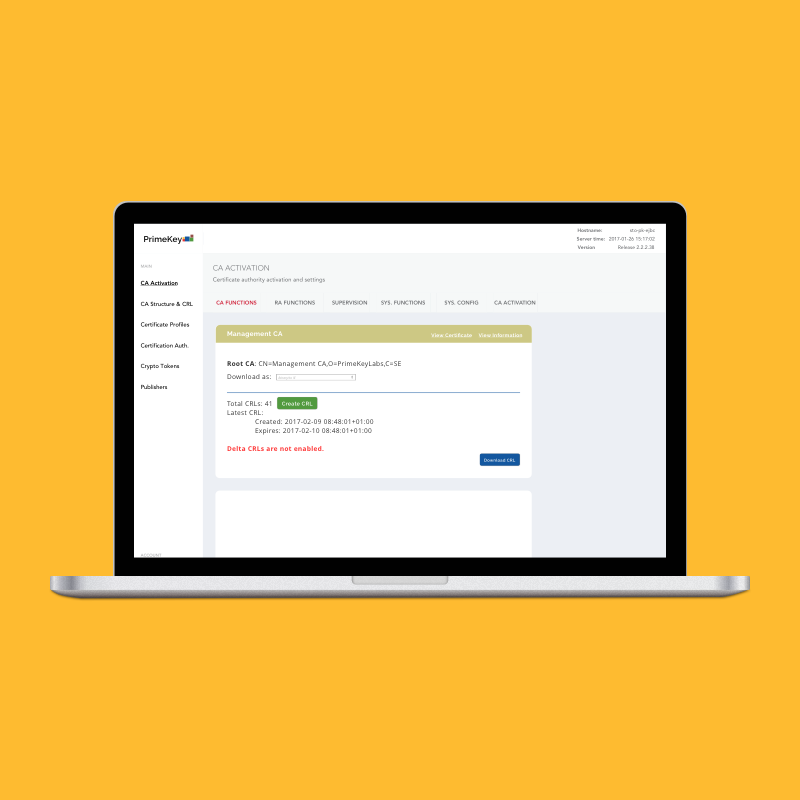 PrimeKey
Hostname:
Server time: 2017-01-26 15:17:02
Version Release 2.2.2.38
MAIN
CA Activation
CA Structure & CRL
Certificate Profiles
Certification Auth.
Crypto Tokens
Publishers
ACCOUNT
CA ACTIVATION
Certificate authority activation and settings
CA FUNCTIONS RA FUNCTIONS SUPERVISION SYS. FUNCTIONS SYS. CONFIG CA ACTIVATION
Management CA View Certificate View Information
Root CA: CN=Management CA,O=PrimeKeyLabs,C=SE
Download as:
Total CRLs: 41 Create CRL
Latest CRL:
Created: 2017-02-09 08:48:01+01:00
Expires: 2017-02-10 08:48:01+01:00
Delta CRLs are not enabled.
Download CRL